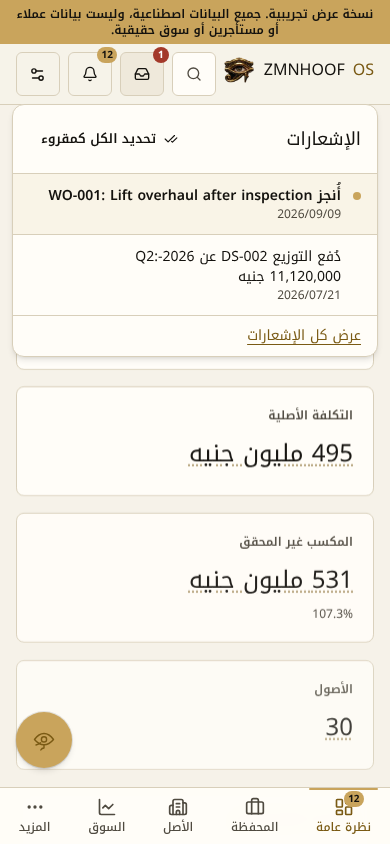 نسخة عرض تجريبية. جميع البيانات اصطناعية، وليست بيانات عملاء
أو مستأجرين أو سوق حقيقية.
ZMNHOOF OS
1
12
الإشعارات
تحديد الكل كمقروء
أُنجز WO-001: Lift overhaul after inspection
2026/09/09
دُفع التوزيع DS-002 عن 2026-Q2:
11,120,000 جنيه
2026/07/21
عرض كل الإشعارات
التكلفة الأصلية
495 مليون جنيه
المكسب غير المحقق
531 مليون جنيه
107.3%
الأصول
30
12
نظرة عامة
المحفظة
الأصل
السوق
المزيد